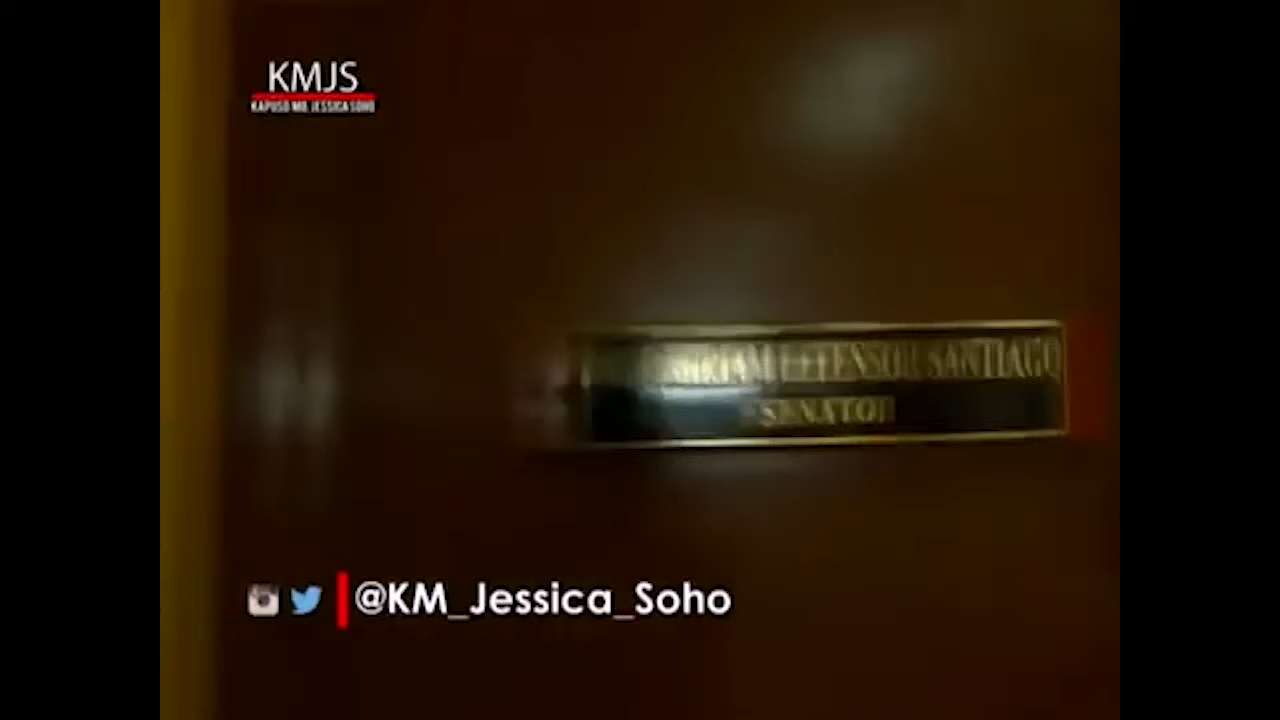 KMJS
KAPUSO MO, JESSICA SOHO
MIRIAM DEFENSOR SANTIAGO
SENATOR
@KM_Jessica_Soho